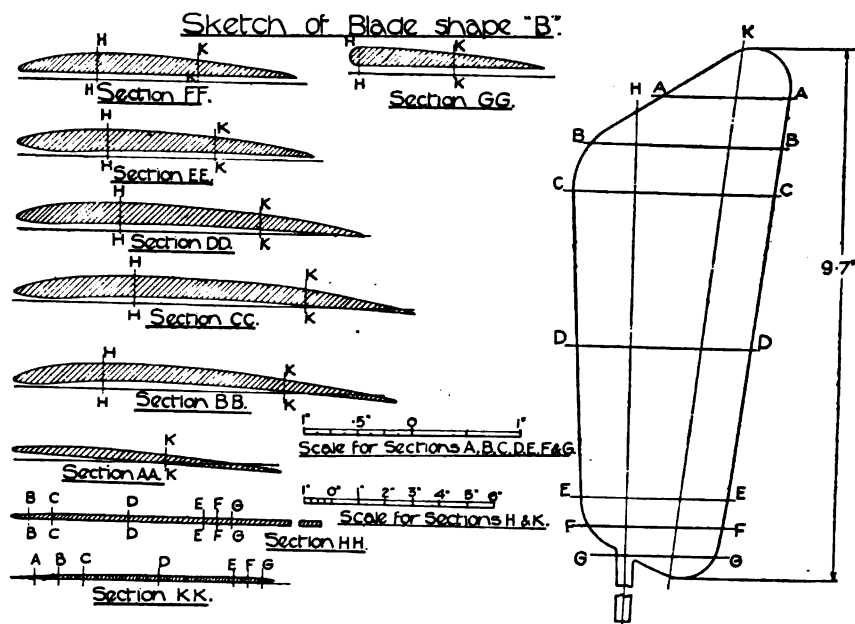 Sketch of Blade shape "B".
H K
H K
Section FF.
H K
H K
Section GG.
H K
H K
Section EE.
H K
H K
Section DD.
H K
H K
Section CC.
H K
H K
Section BB.
K
K
Section AA.
1" .5" 0 1"
Scale for Sections A,B,C,D,E,F&G.
B C D E F G
B C D E F G
Section HH.
1" 0" 1" 2" 3" 4" 5" 6"
Scale for Sections H & K.
A B C D E F G
Section KK.
K
H
A A
B B
C C
9.7"
D D
E E
F F
G G